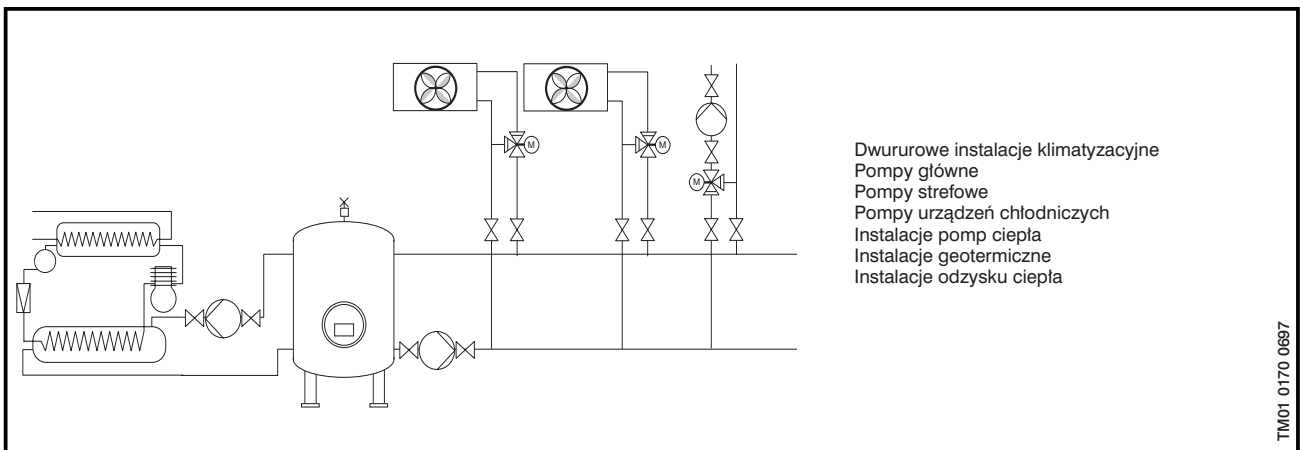 M
M
M
Dwururowe instalacje klimatyzacyjne
Pompy główne
Pompy strefowe
Pompy urządzeń chłodniczych
Instalacje pomp ciepła
Instalacje geotermiczne
Instalacje odzysku ciepła
TM01 0170 0697